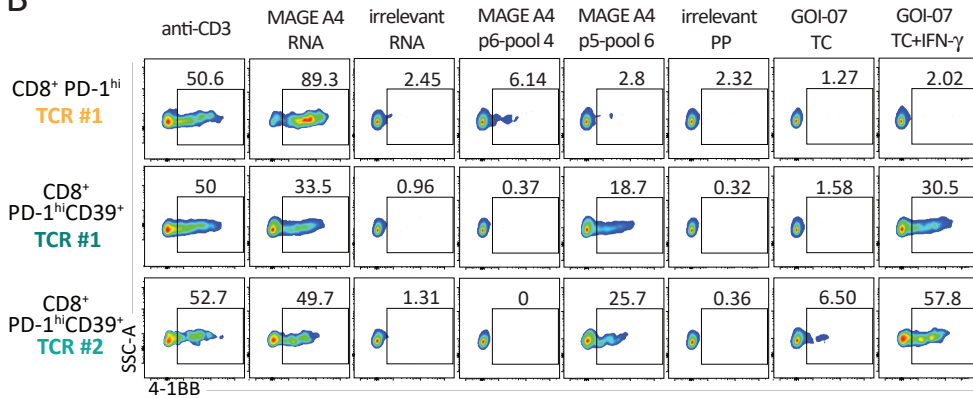 B
anti-CD3 MAGE A4 RNA irrelevant RNA MAGE A4 p6-pool 4 MAGE A4 p5-pool 6 irrelevant PP GOI-07 TC GOI-07 TC+IFN-γ
CD8⁺ PD-1ʰⁱ
TCR #1
50.6 89.3 2.45 6.14 2.8 2.32 1.27 2.02
CD8⁺
PD-1ʰⁱCD39⁺
TCR #1
50 33.5 0.96 0.37 18.7 0.32 1.58 30.5
CD8⁺
PD-1ʰⁱCD39⁺
TCR #2
52.7 49.7 1.31 0 25.7 0.36 6.50 57.8
SSC-A
4-1BB